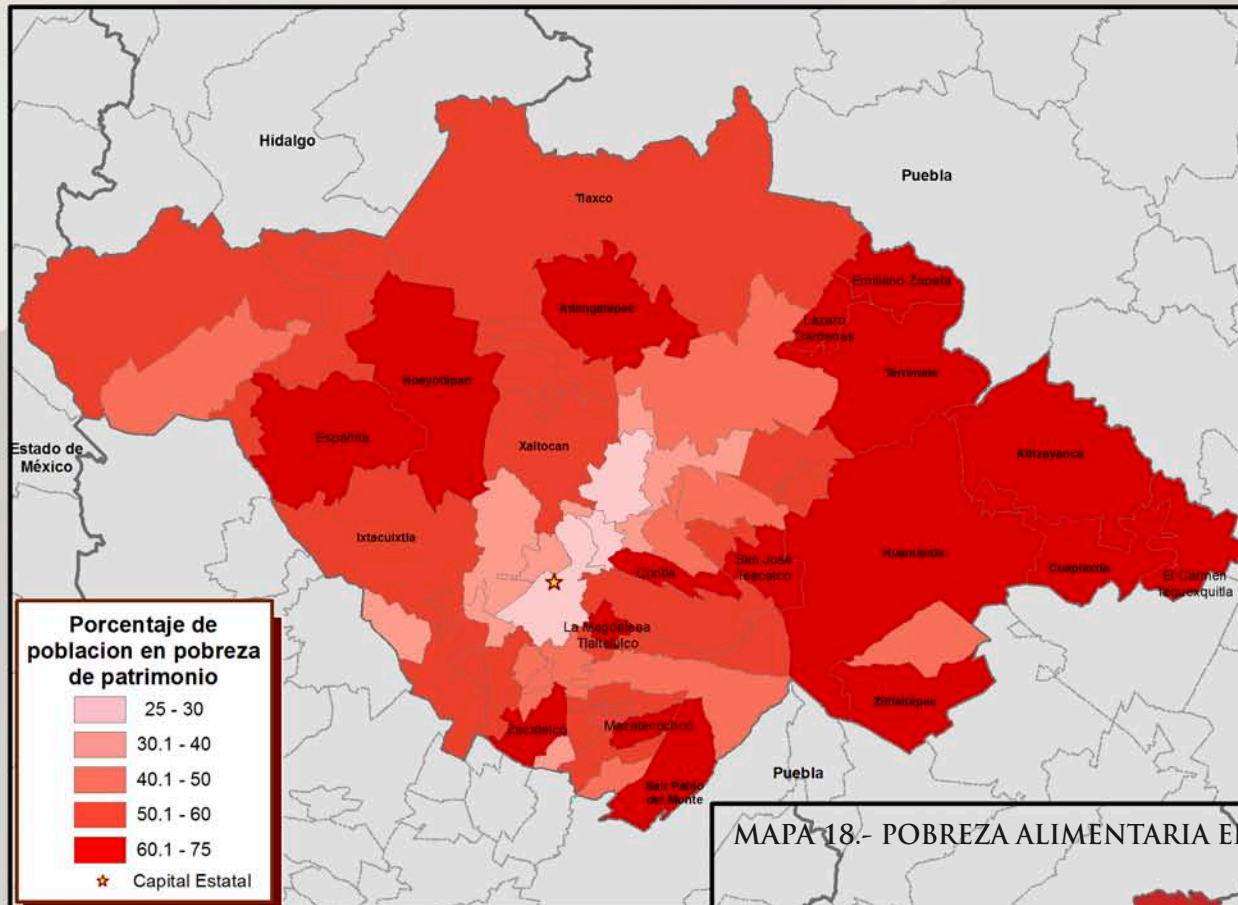 Hidalgo
Puebla
Tlaxco
Emiliano Zapata
Atlangatepec
Lázaro
Cárdenas
Terrenate
Hueyotlipan
Estado de
México
Españita
Xaltocan
Altzayanca
Ixtacuixtla
Huamantla
San José
Teacalco
Contla
Cuapiaxtla
El Carmen
Tequexquitla
La Magdalena
Tlaltelulco
Zitlaltépec
Zacatelco
Mazatecochco
Puebla
San Pablo
del Monte
Porcentaje de
poblacion en pobreza
de patrimonio
25 - 30
30.1 - 40
40.1 - 50
50.1 - 60
60.1 - 75
Capital Estatal
MAPA 18.- POBREZA ALIMENTARIA